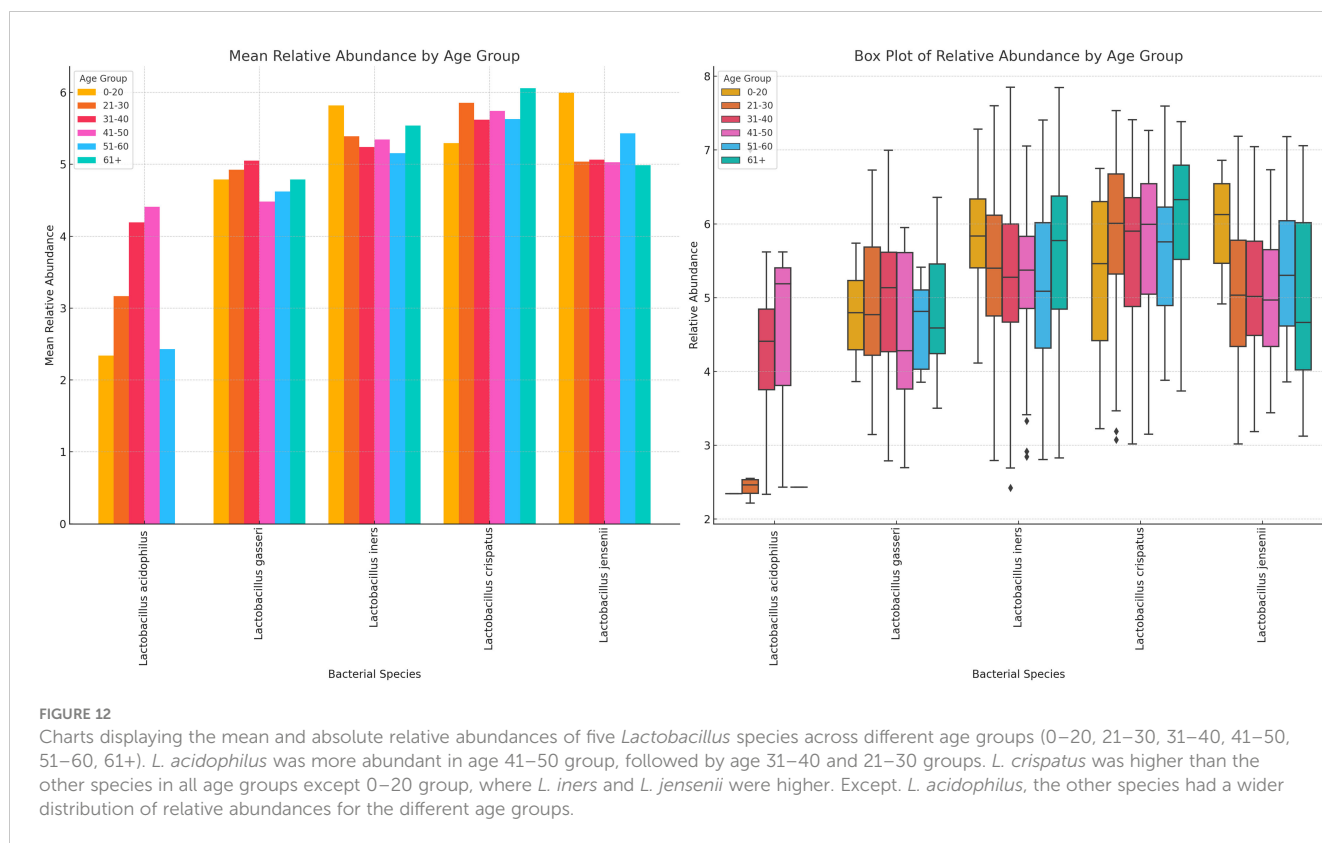 Mean Relative Abundance by Age Group
Age Group
0-20
21-30
31-40
41-50
51-60
61+
Mean Relative Abundance
6
5
4
3
2
1
0
Lactobacillus acidophilus
Lactobacillus gasseri
Lactobacillus iners
Lactobacillus crispatus
Lactobacillus jensenii
Bacterial Species
Box Plot of Relative Abundance by Age Group
Age Group
0-20
21-30
31-40
41-50
51-60
61+
Relative Abundance
8
7
6
5
4
3
2
Lactobacillus acidophilus
Lactobacillus gasseri
Lactobacillus iners
Lactobacillus crispatus
Lactobacillus jensenii
Bacterial Species
FIGURE 12
Charts displaying the mean and absolute relative abundances of five Lactobacillus species across different age groups (0–20, 21–30, 31–40, 41–50,
51–60, 61+). L. acidophilus was more abundant in age 41–50 group, followed by age 31–40 and 21–30 groups. L. crispatus was higher than the
other species in all age groups except 0–20 group, where L. iners and L. jensenii were higher. Except. L. acidophilus, the other species had a wider
distribution of relative abundances for the different age groups.